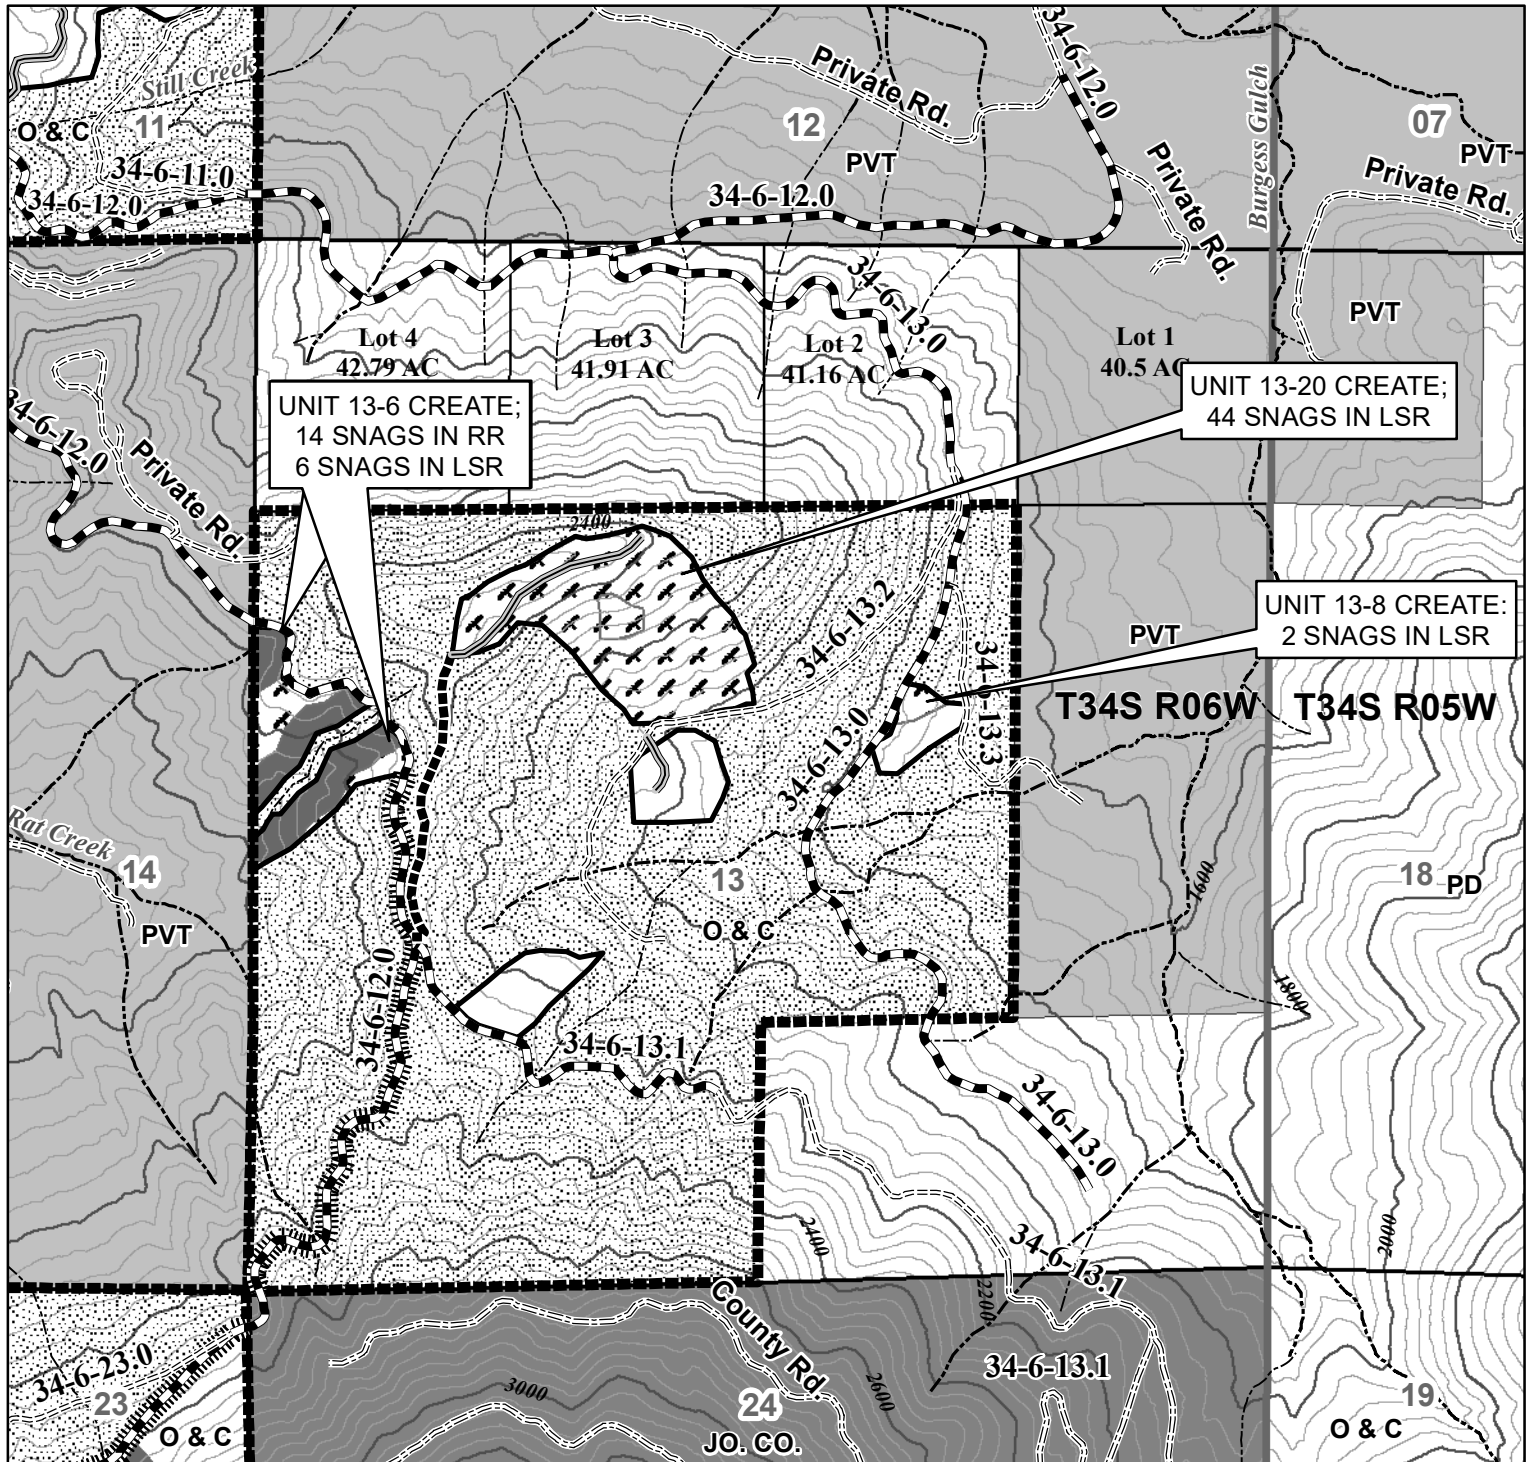 34-6-12.0
Private Rd.
Still Creek
11
O & C
12
PVT
Burgess Gulch
07
PVT
34-6-11.0
34-6-12.0
34-6-12.0
Private Rd.
Private Rd.
34-6-13.0
PVT
Lot 4
42.79 AC
Lot 3
41.91 AC
Lot 2
41.16 AC
Lot 1
40.5 AC
UNIT 13-20 CREATE;
44 SNAGS IN LSR
UNIT 13-6 CREATE;
14 SNAGS IN RR
6 SNAGS IN LSR
34-6-12.0
Private Rd.
2400
34-6-13.2
UNIT 13-8 CREATE:
2 SNAGS IN LSR
PVT
34-6-13.3
T34S R06W
T34S R05W
34-6-13.0
Rat Creek
14
PVT
13
O & C
1600
18
PD
1800
34-6-12.0
34-6-13.1
34-6-13.0
2400
2000
34-6-13.1
2200
County Rd.
34-6-23.0
23
O & C
3000
2600
24
JO. CO.
34-6-13.1
19
O & C